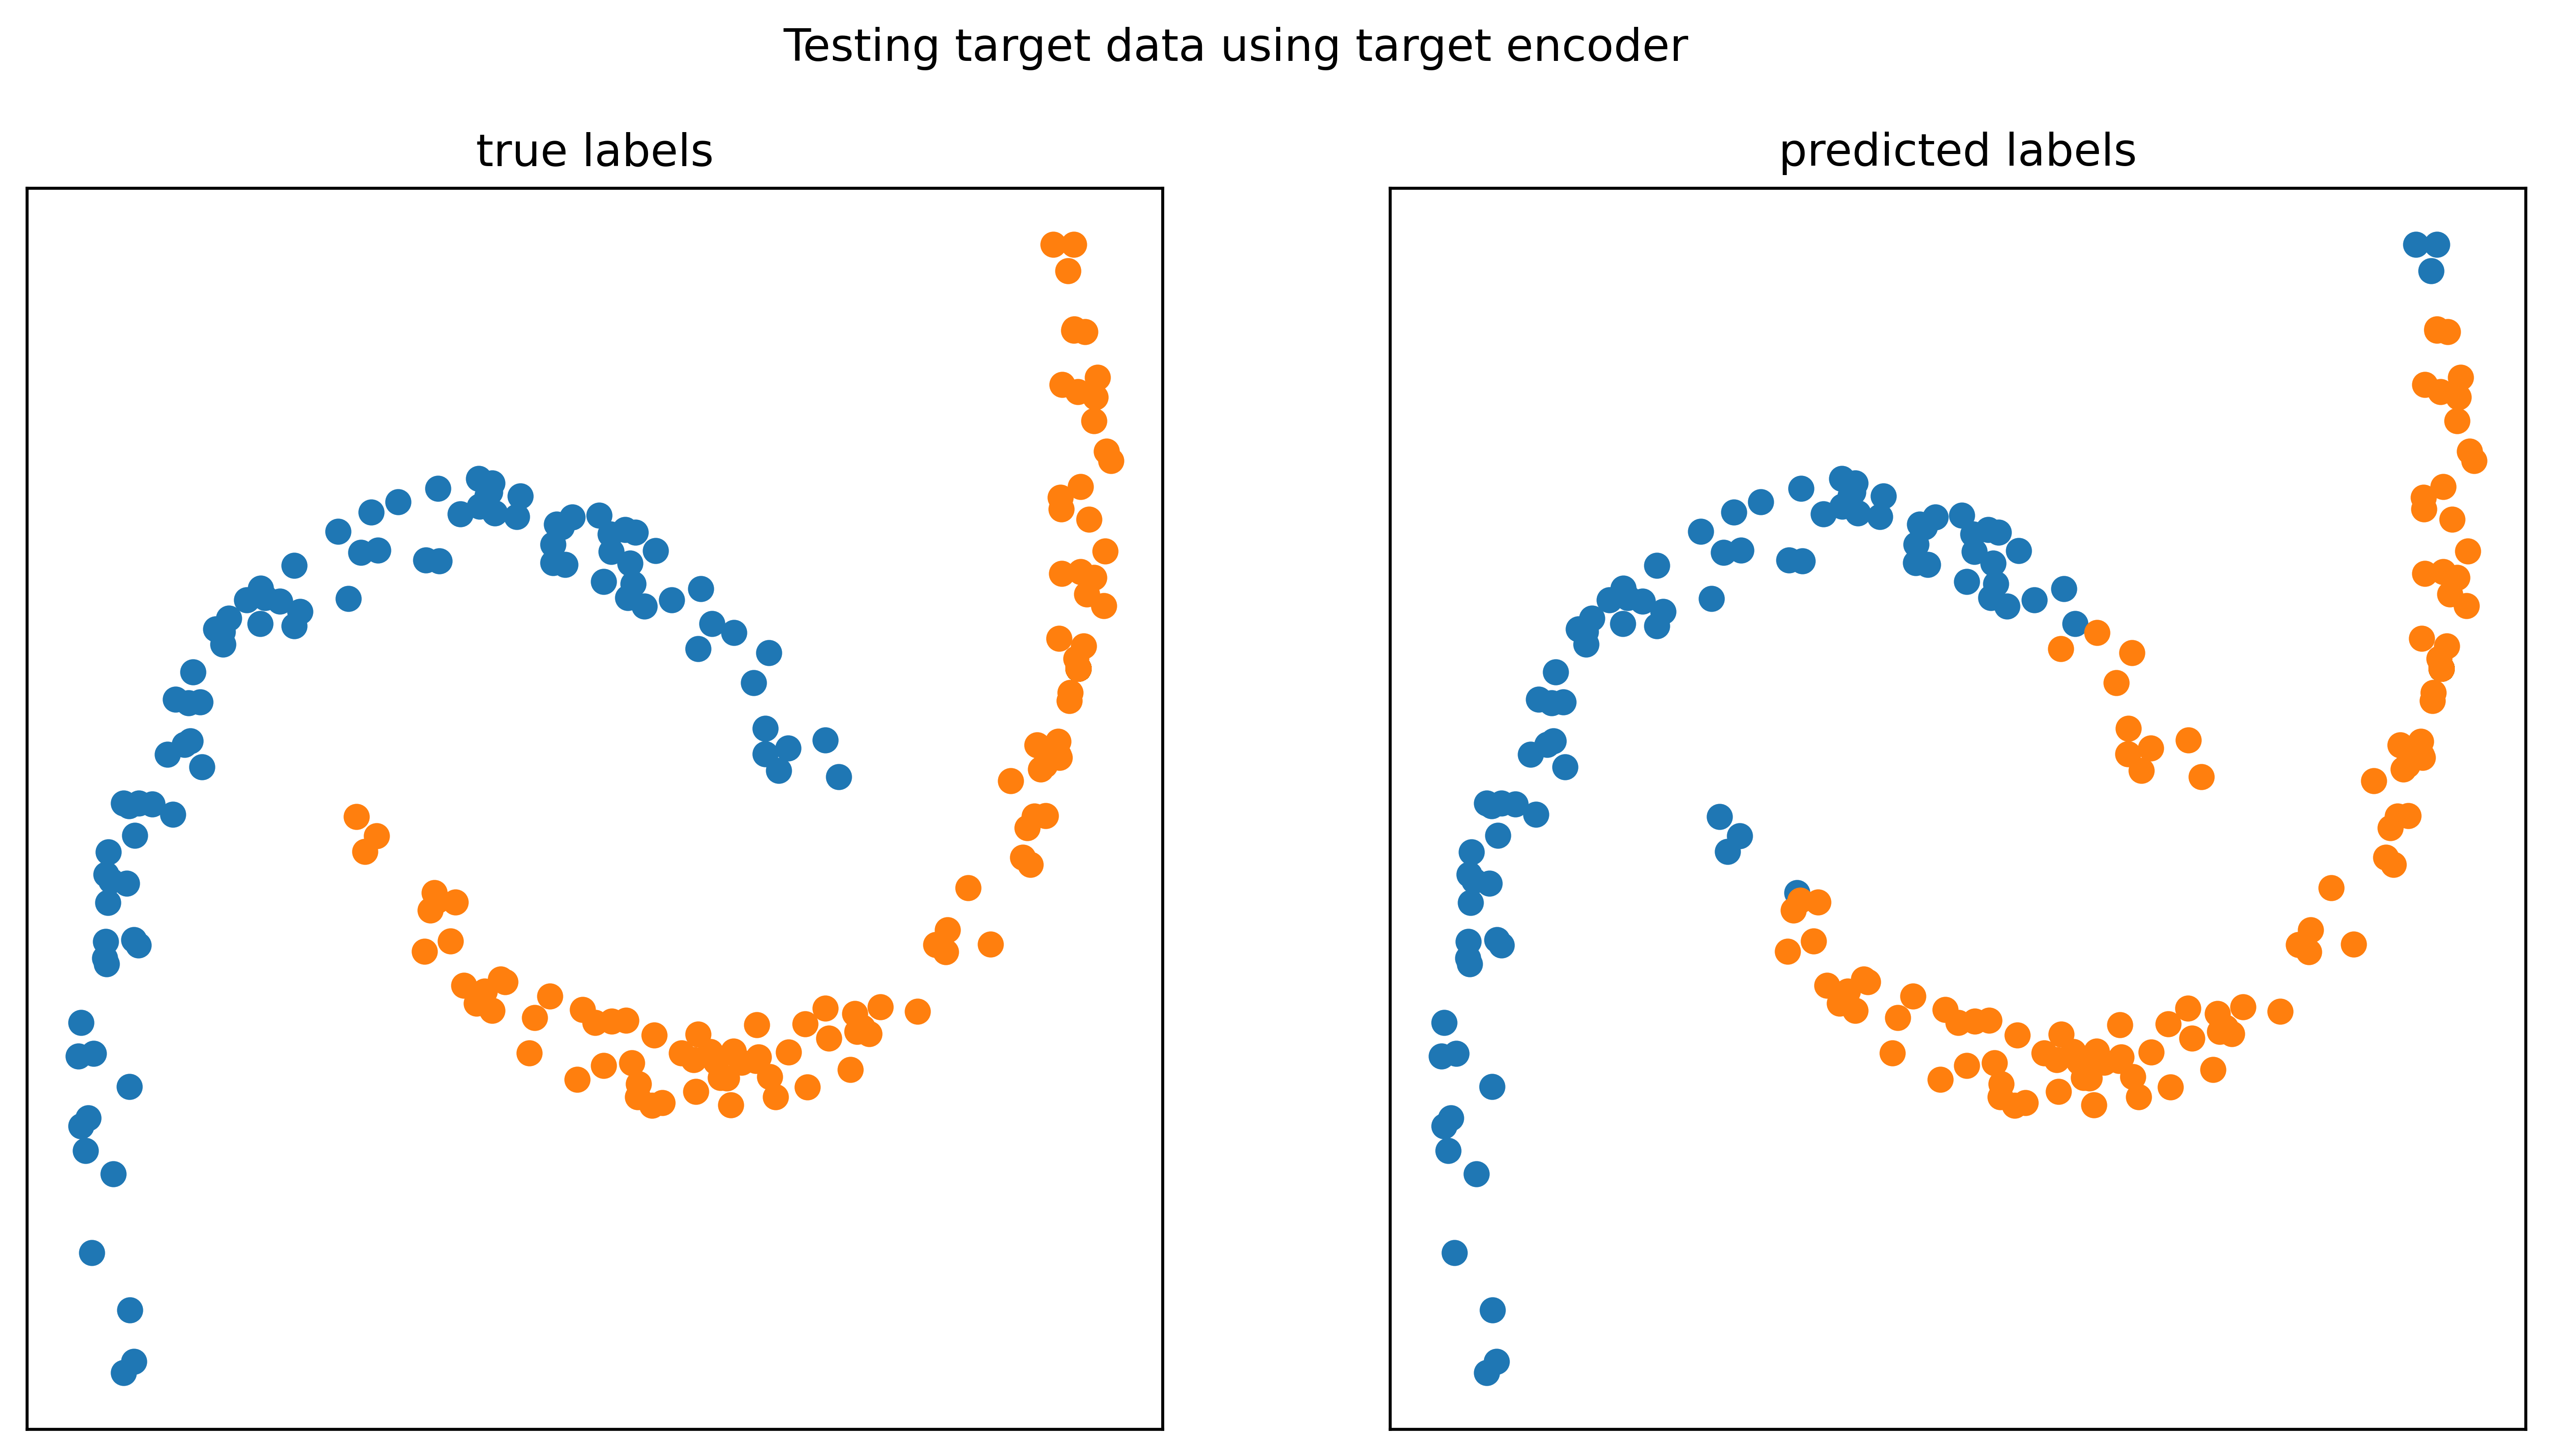 Testing target data using target encoder
true labels
predicted labels